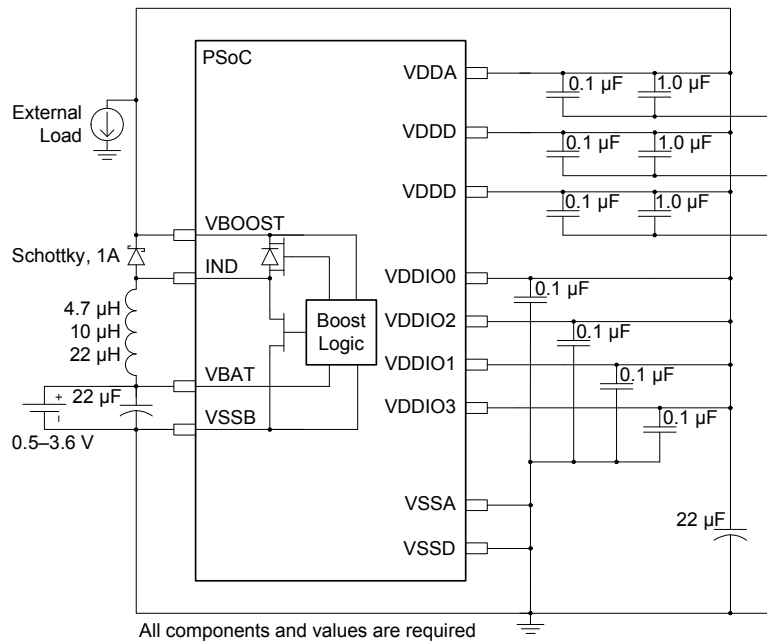 PSoC
VDDA
0.1 µF
1.0 µF
External
Load
VDDD
0.1 µF
1.0 µF
VDDD
0.1 µF
1.0 µF
VBOOST
Schottky, 1A
IND
VDDIO0
0.1 µF
4.7 µH
10 µH
22 µH
Boost
Logic
VDDIO2
0.1 µF
VBAT
VDDIO1
0.1 µF
+
22 µF
VSSB
VDDIO3
0.1 µF
0.5–3.6 V
VSSA
22 µF
VSSD
All components and values are required